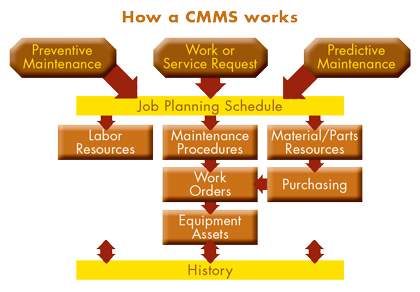 How a CMMS works
Preventive
Maintenance
Work or
Service Request
Predictive
Maintenance
Job Planning Schedule
Labor
Resources
Maintenance
Procedures
Material/Parts
Resources
Work
Orders
Purchasing
Equipment
Assets
History